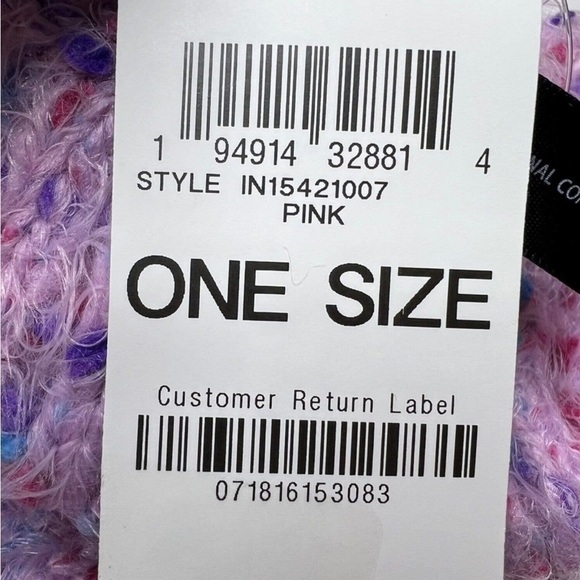 1 94914 32881 4
STYLE IN15421007
PINK
ONE SIZE
Customer Return Label
071816153083